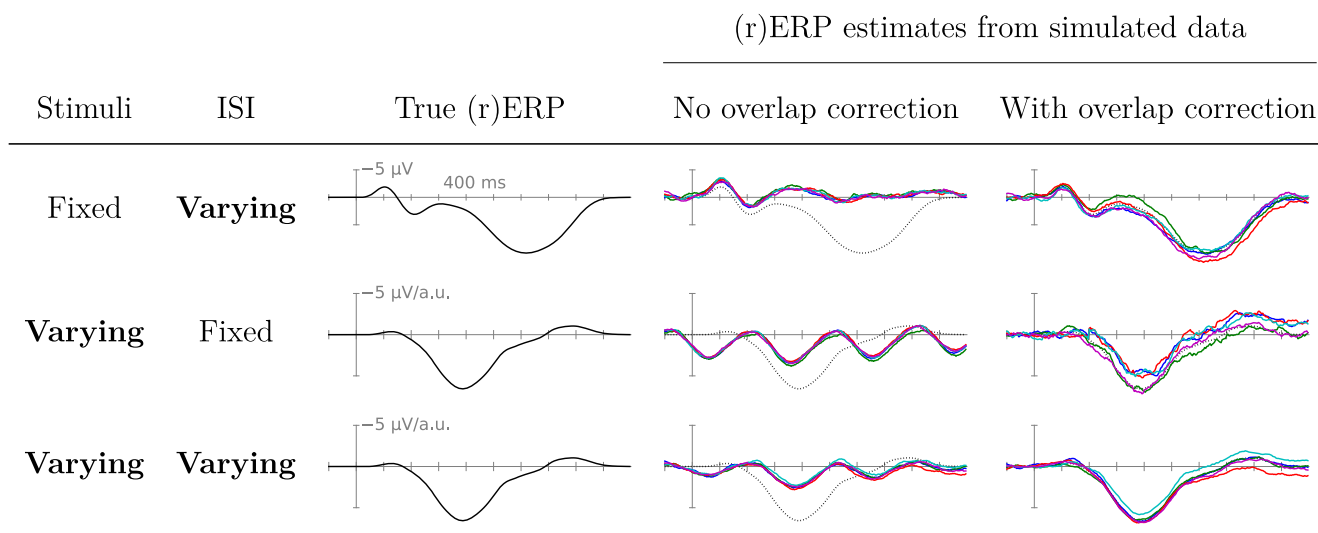 (r)ERP estimates from simulated data
Stimuli ISI True (r)ERP No overlap correction With overlap correction
−5 µV
400 ms
Fixed Varying
−5 µV/a.u.
Varying Fixed
−5 µV/a.u.
Varying Varying